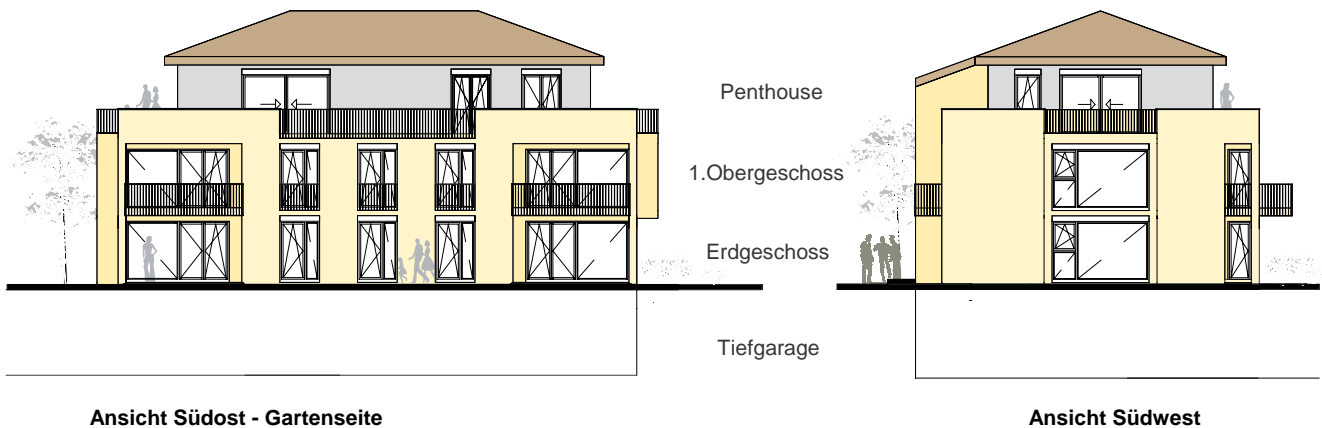 Penthouse
1.Obergeschoss
Erdgeschoss
Tiefgarage
Ansicht Südost - Gartenseite
Ansicht Südwest